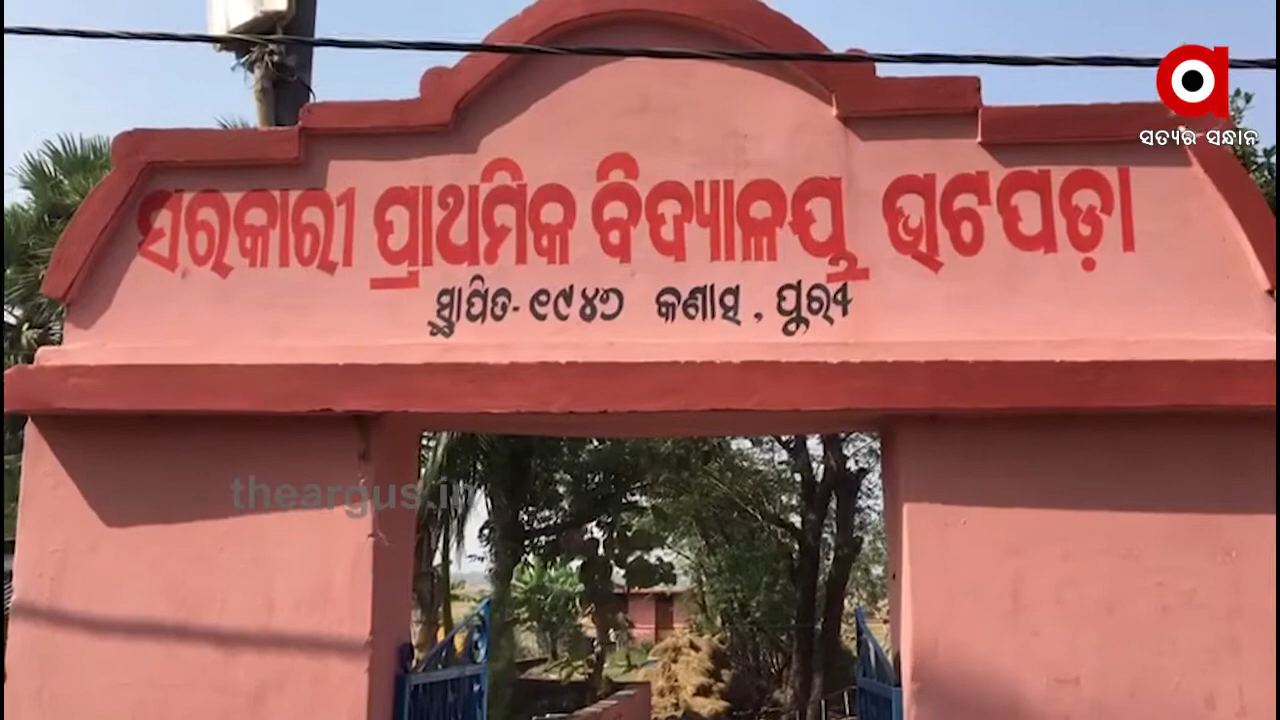 ସତ୍ୟର ସନ୍ଧାନ
ସରକାରୀ ପ୍ରାଥମିକ ବିଦ୍ୟାଳୟ ଭଟପଡ଼ା
ସ୍ଥାପିତ-୧୯୪୬ କଣାସ, ପୁରୀ
theargus.in